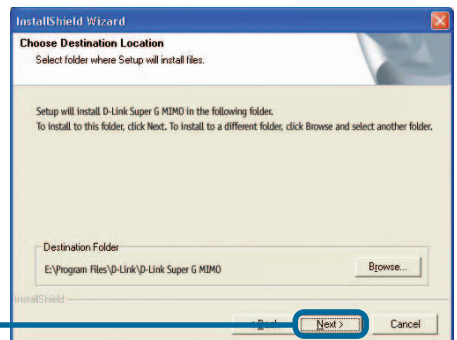 InstallShield Wizard
Choose Destination Location
Select folder where Setup will install files.
Setup will install D-Link Super G MIMO in the following folder.
To install to this folder, click Next. To install to a different folder, click Browse and select another folder.
Destination Folder
E:\Program Files\D-Link\D-Link Super G MIMO
Browse...
InstallShield
Next >
Cancel